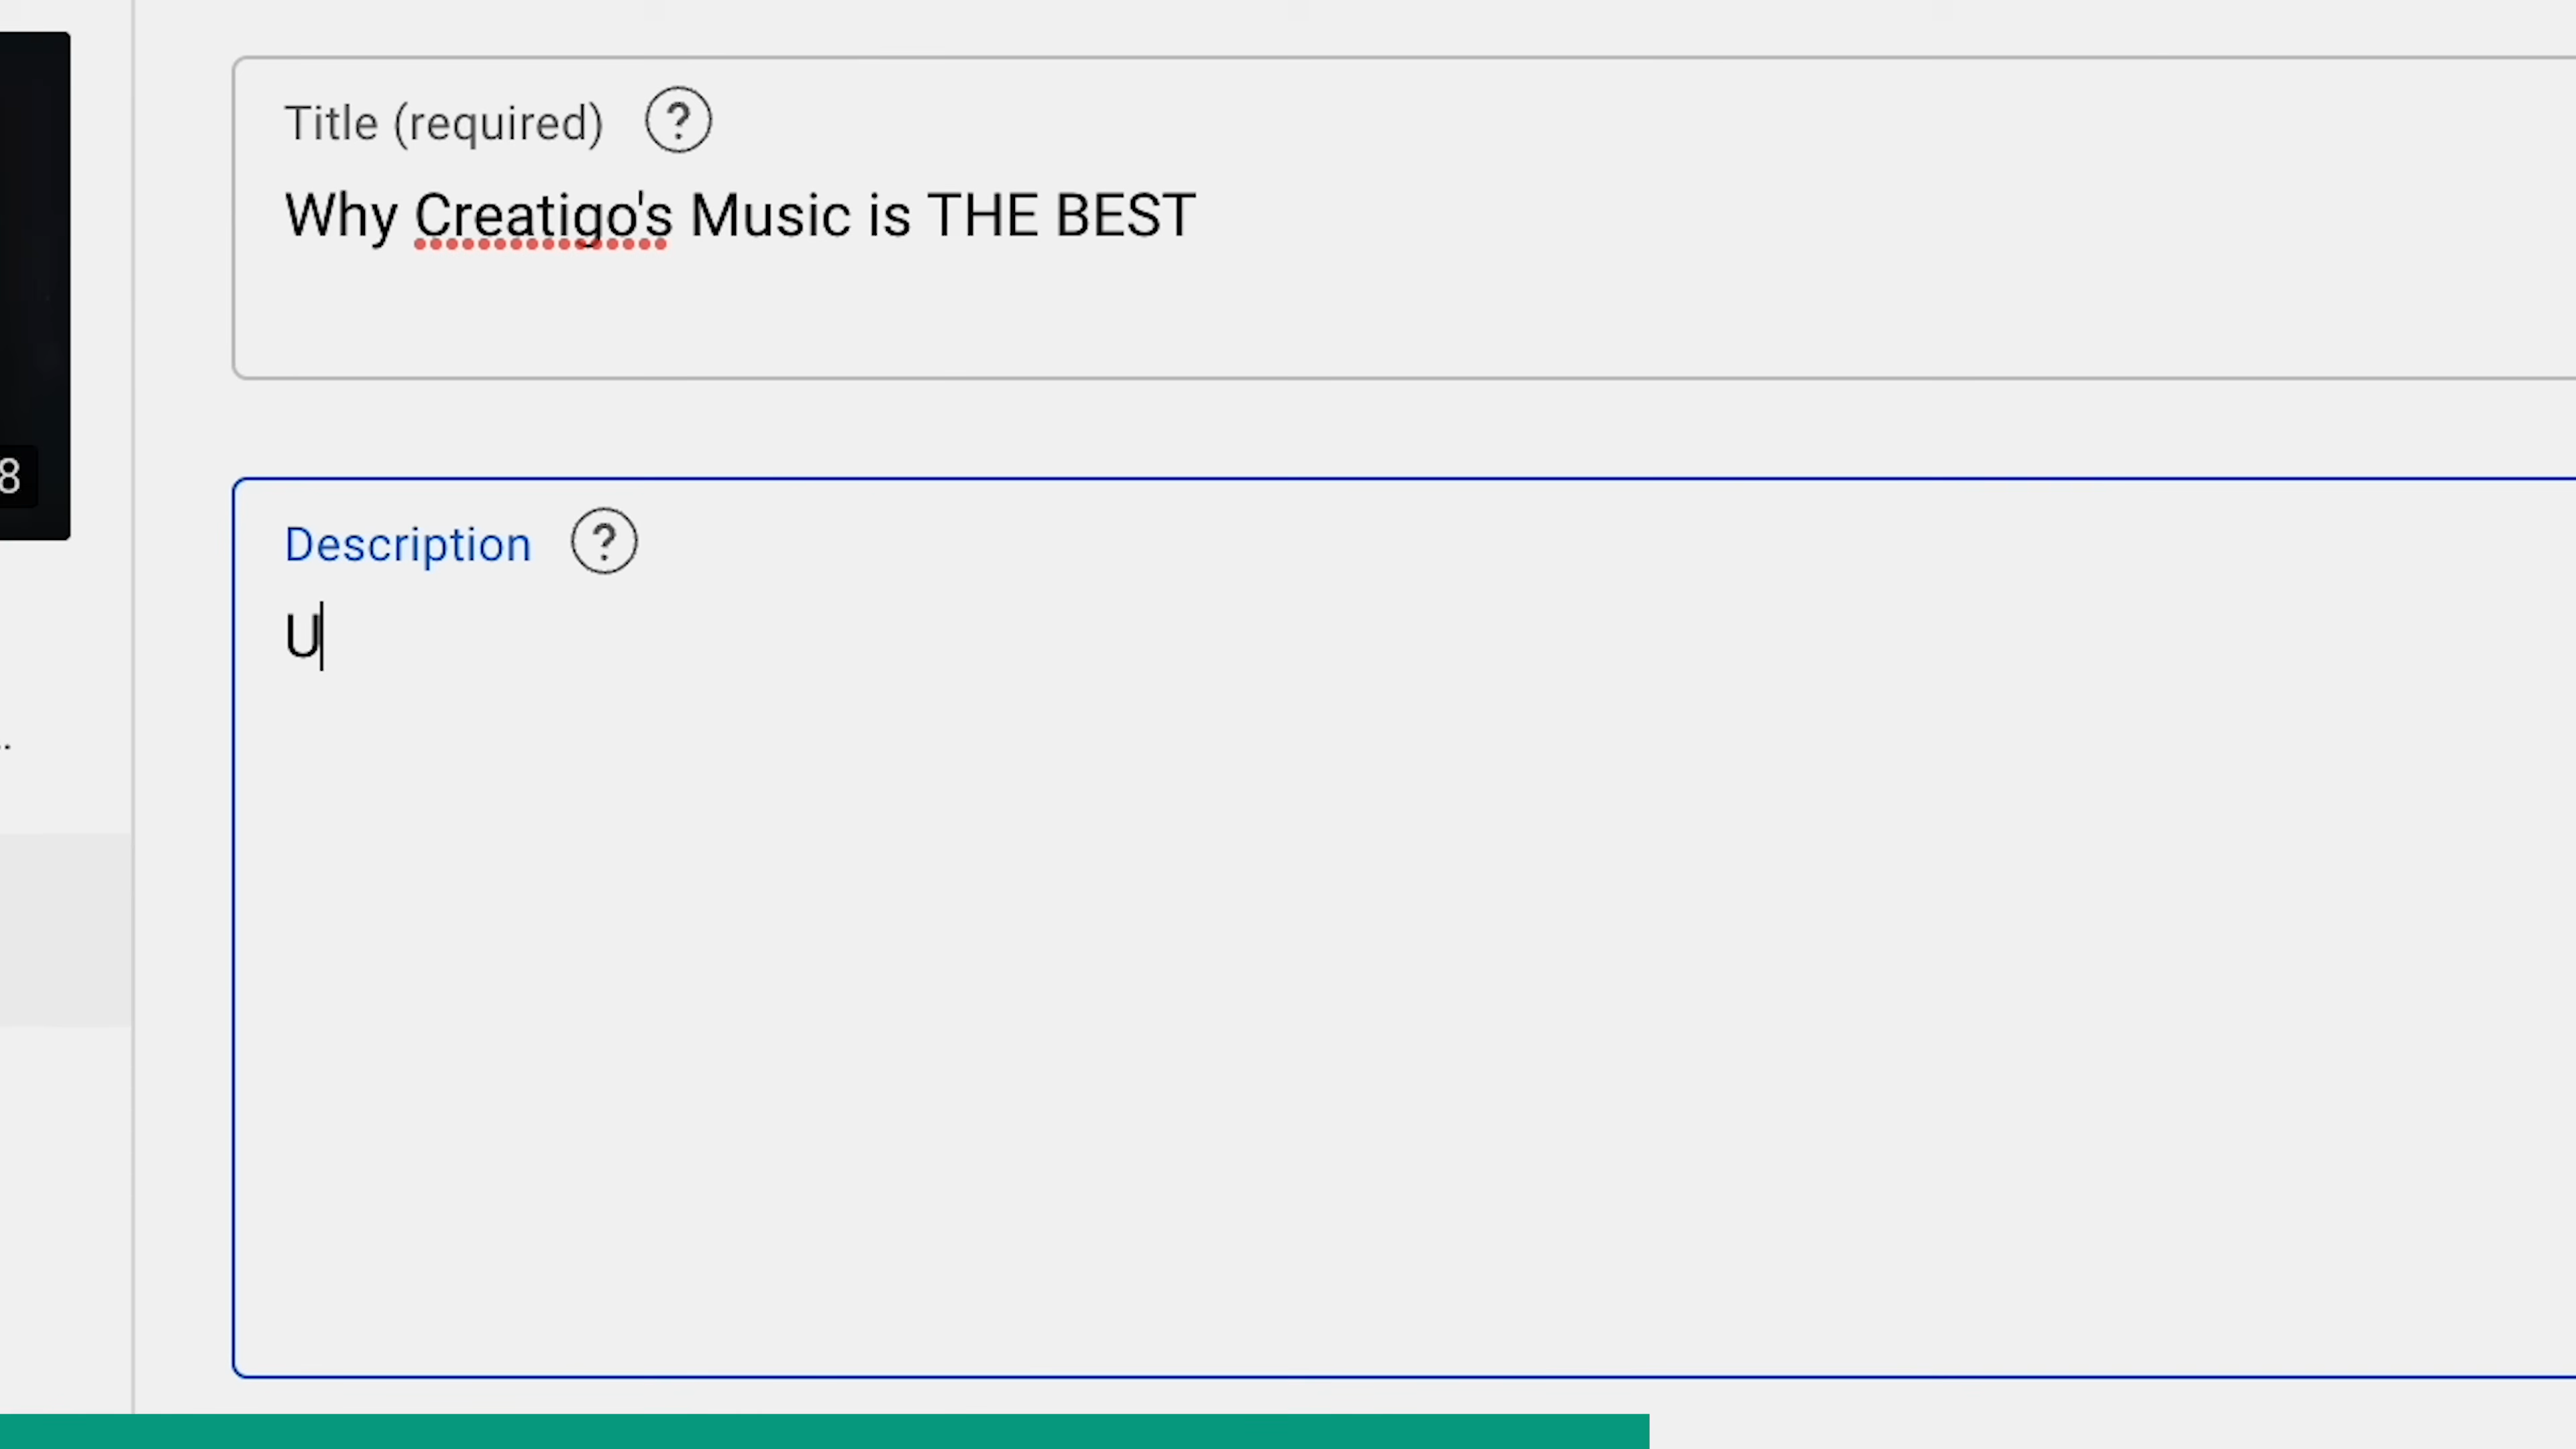 Title (required) ?
Why Creatigo's Music is THE BEST
8
Description ?
U
..